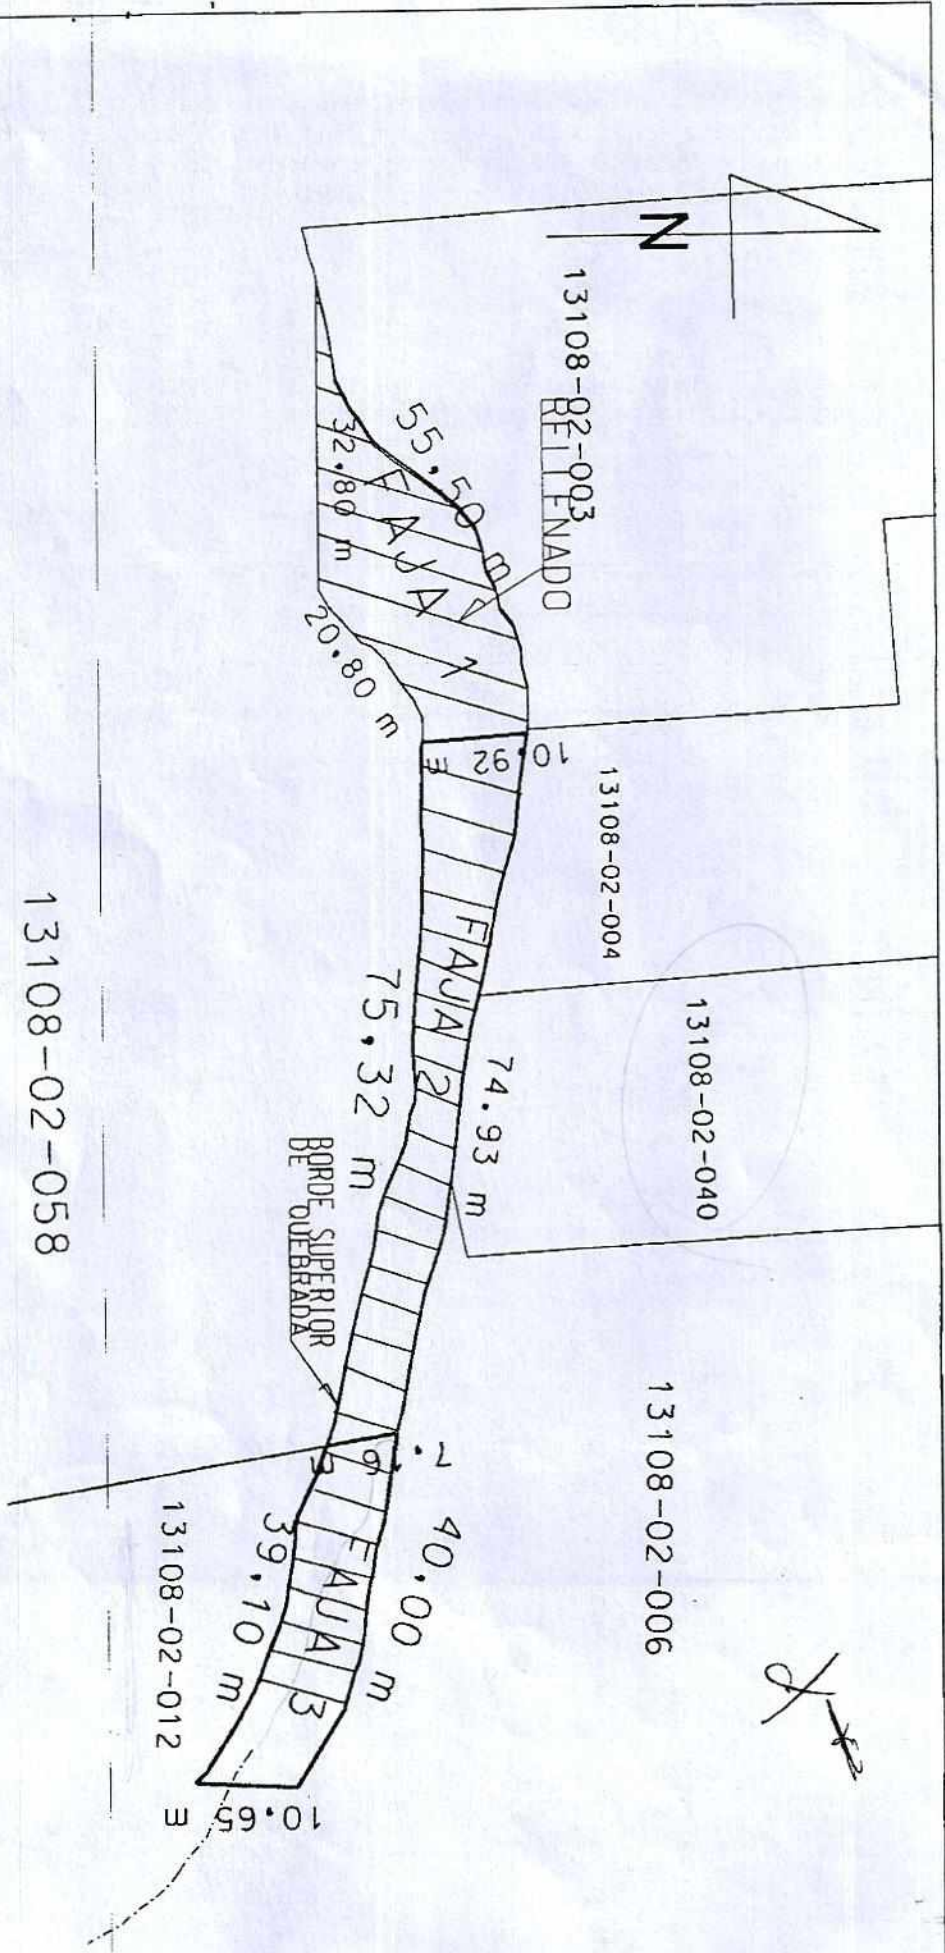 N
13108-02-003
RELLENADO
55,50 m
FAJA 1
32.80 m
20.80 m
10.92 m
13108-02-004
FAJA 2
75,32 m
74.93 m
13108-02-040
BORDE SUPERIOR
DE QUEBRADA
13108-02-058
13108-02-006
40,00 m
FAJA 3
39,10 m
10.65 m
13108-02-012